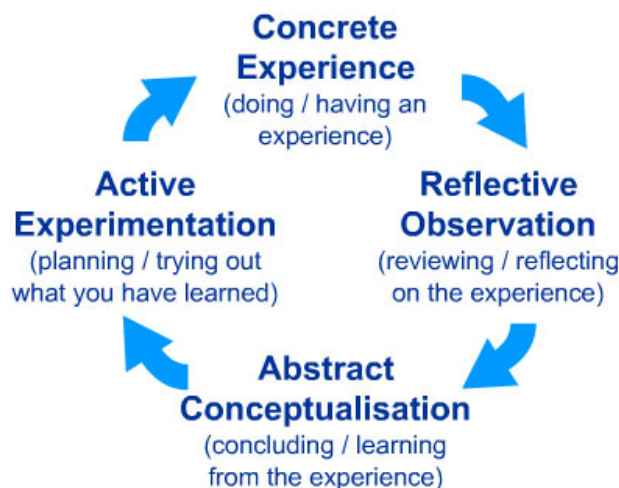 Concrete
Experience
(doing / having an
experience)
Reflective
Observation
(reviewing / reflecting
on the experience)
Abstract
Conceptualisation
(concluding / learning
from the experience)
Active
Experimentation
(planning / trying out
what you have learned)